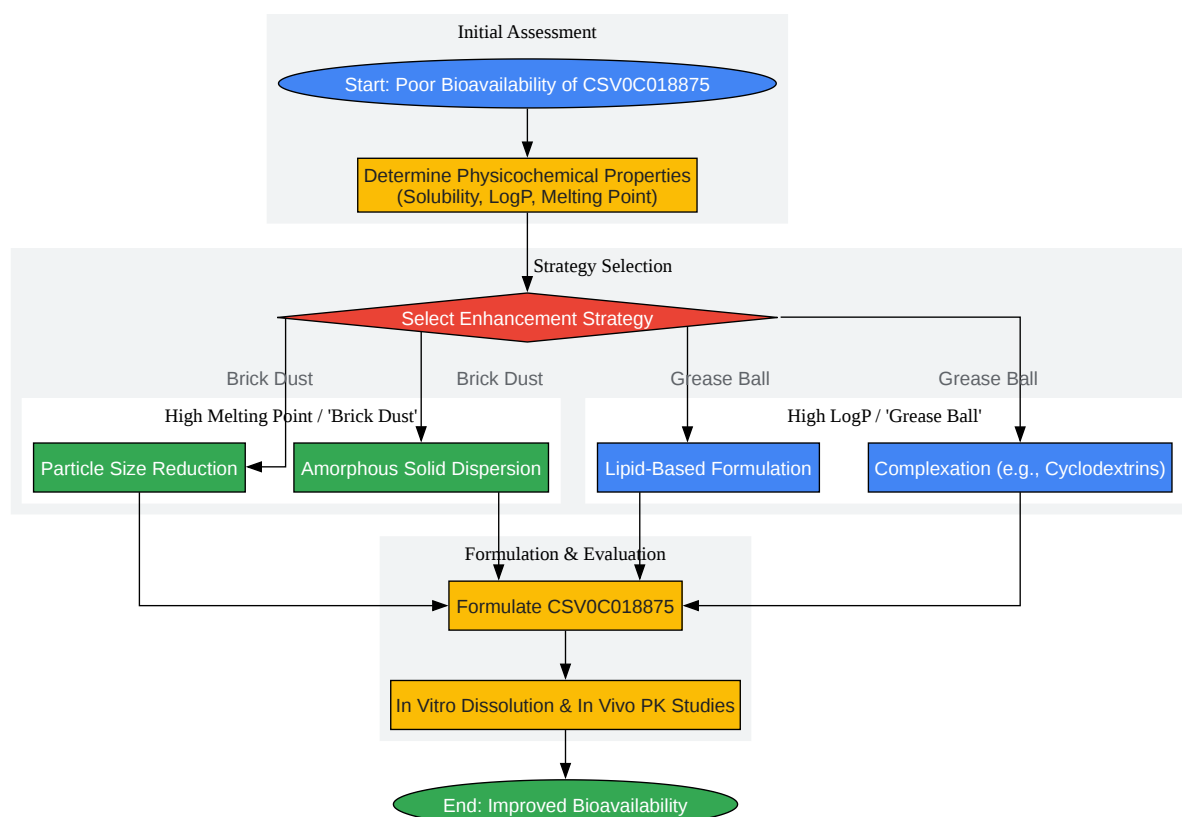 Initial Assessment
Start: Poor Bioavailability of CSV0C018875
Determine Physicochemical Properties
(Solubility, LogP, Melting Point)
Strategy Selection
Select Enhancement Strategy
Brick Dust
Brick Dust
Grease Ball
Grease Ball
High Melting Point / 'Brick Dust'
High LogP / 'Grease Ball'
Particle Size Reduction
Amorphous Solid Dispersion
Lipid-Based Formulation
Complexation (e.g., Cyclodextrins)
Formulation & Evaluation
Formulate CSV0C018875
In Vitro Dissolution & In Vivo PK Studies
End: Improved Bioavailability